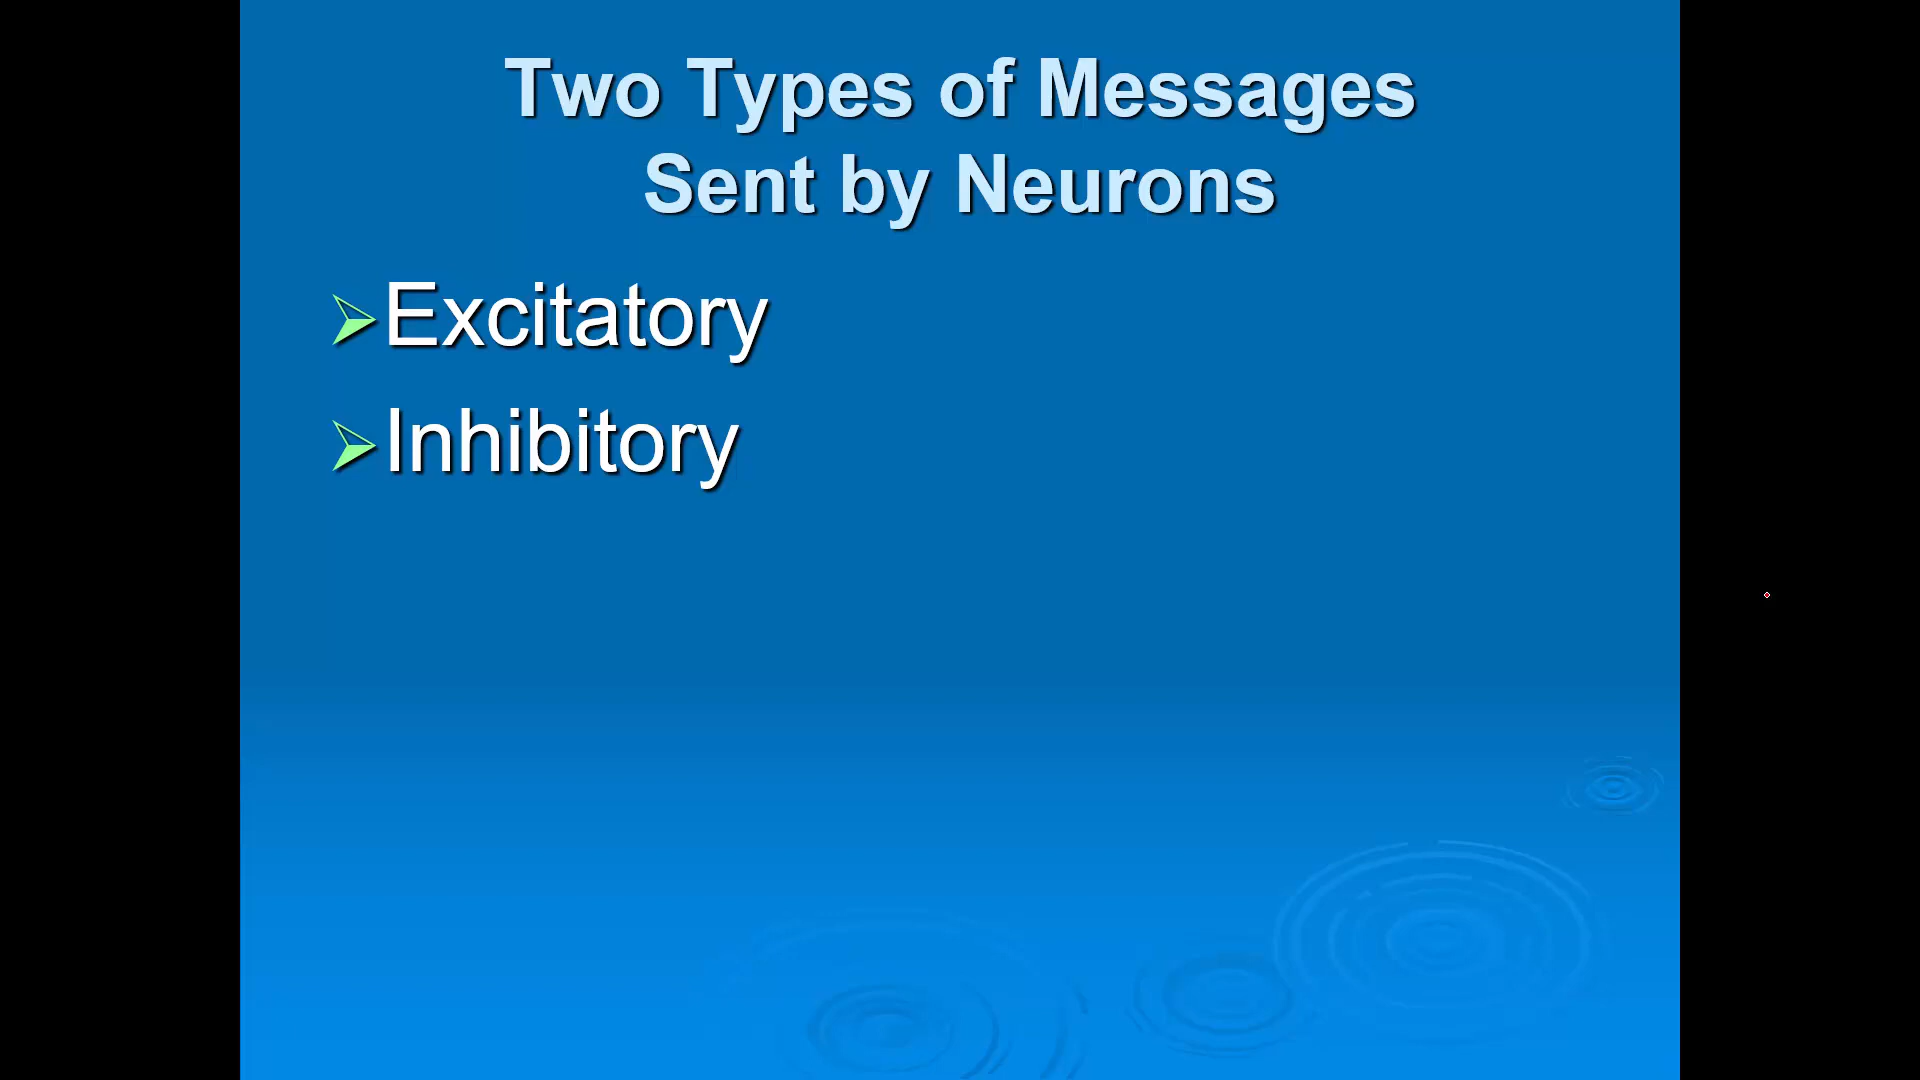 Two Types of Messages
Sent by Neurons
Excitatory
Inhibitory